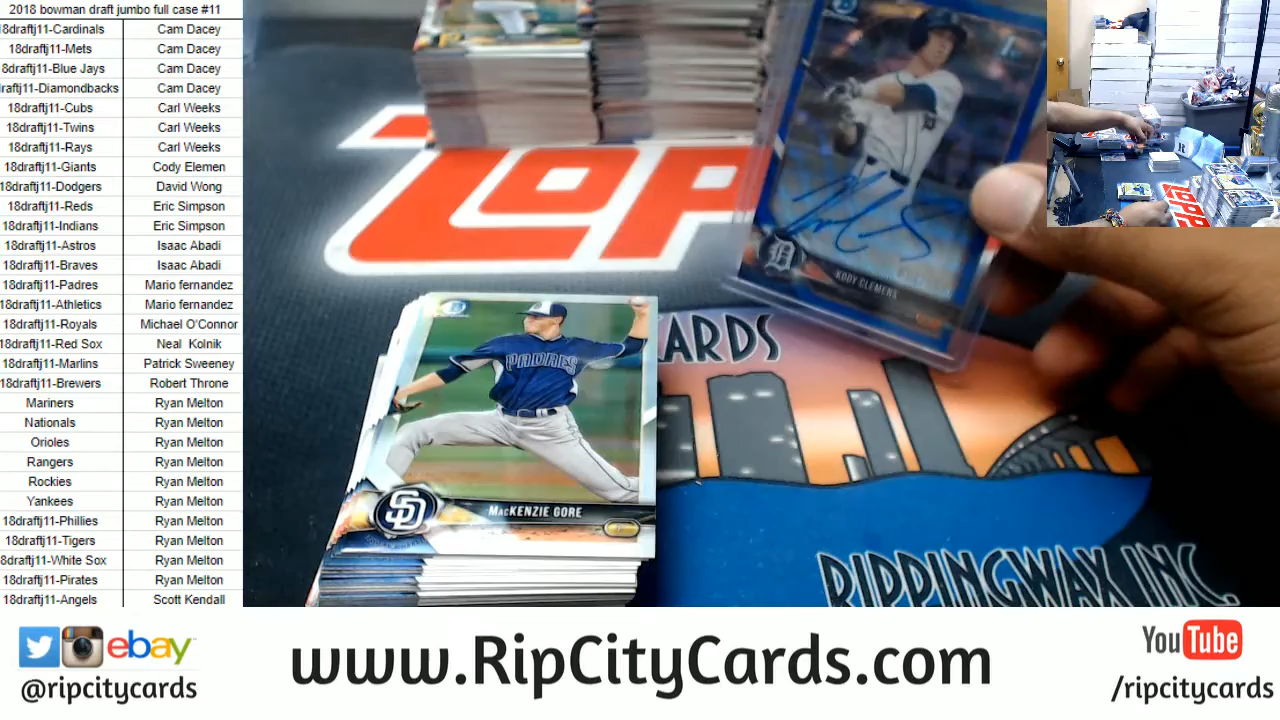 2018 bowman draft jumbo full case #11
18draftj11-Cardinals Cam Dacey
18draftj11-Mets Cam Dacey
18draftj11-Blue Jays Cam Dacey
draftj11-Diamondbacks Cam Dacey
18draftj11-Cubs Carl Weeks
18draftj11-Twins Carl Weeks
18draftj11-Rays Carl Weeks
18draftj11-Giants Cody Elemen
18draftj11-Dodgers David Wong
18draftj11-Reds Eric Simpson
18draftj11-Indians Eric Simpson
18draftj11-Astros Isaac Abadi
18draftj11-Braves Isaac Abadi
18draftj11-Padres Mario fernandez
18draftj11-Athletics Mario fernandez
18draftj11-Royals Michael O'Connor
18draftj11-Red Sox Neal Kolnik
18draftj11-Marlins Patrick Sweeney
18draftj11-Brewers Robert Throne
Mariners Ryan Melton
Nationals Ryan Melton
Orioles Ryan Melton
Rangers Ryan Melton
Rockies Ryan Melton
Yankees Ryan Melton
18draftj11-Phillies Ryan Melton
18draftj11-Tigers Ryan Melton
8draftj11-White Sox Ryan Melton
18draftj11-Pirates Ryan Melton
18draftj11-Angels Scott Kendall
TOPP
KODY CLEMENS
CARDS
PADRES
SD
MACKENZIE GORE
RIPPINGWAX INC.
ebay
@ripcitycards
www.RipCityCards.com
YouTube
/ripcitycards